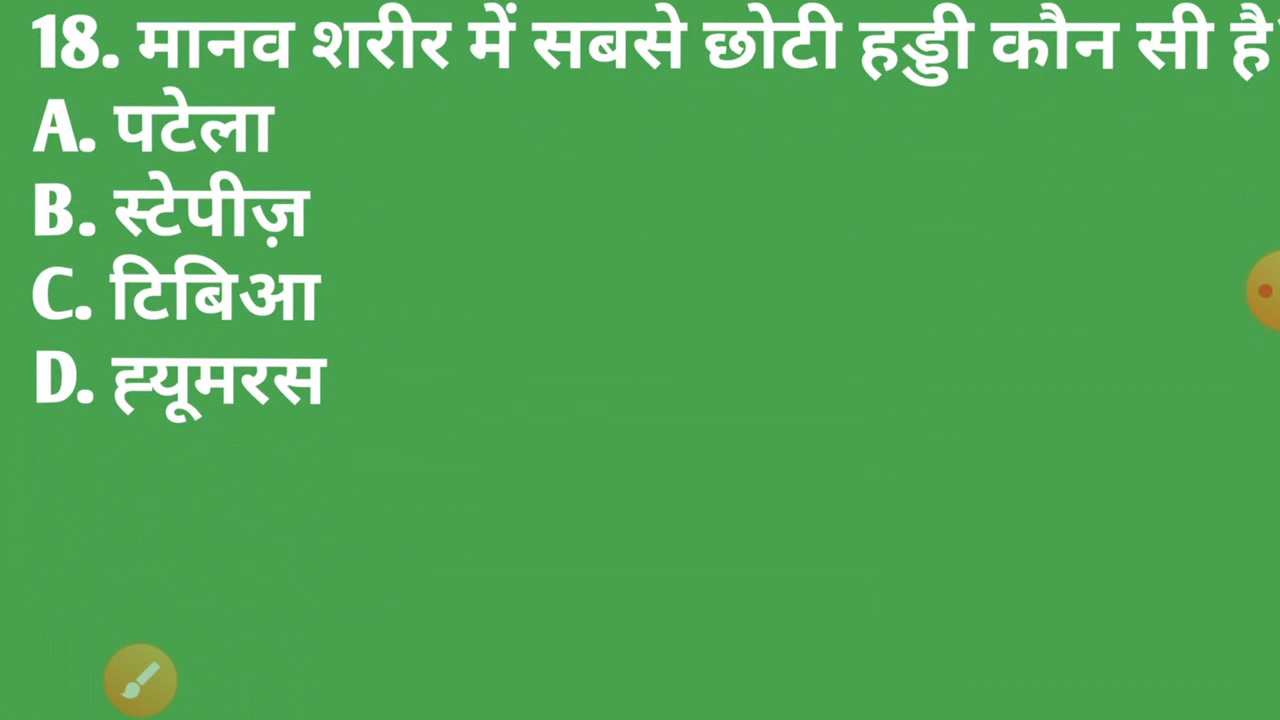 18. मानव शरीर में सबसे छोटी हड्डी कौन सी है
A. पटेला
B. स्टेपीज़
C. टिबिआ
D. ह्यूमरस